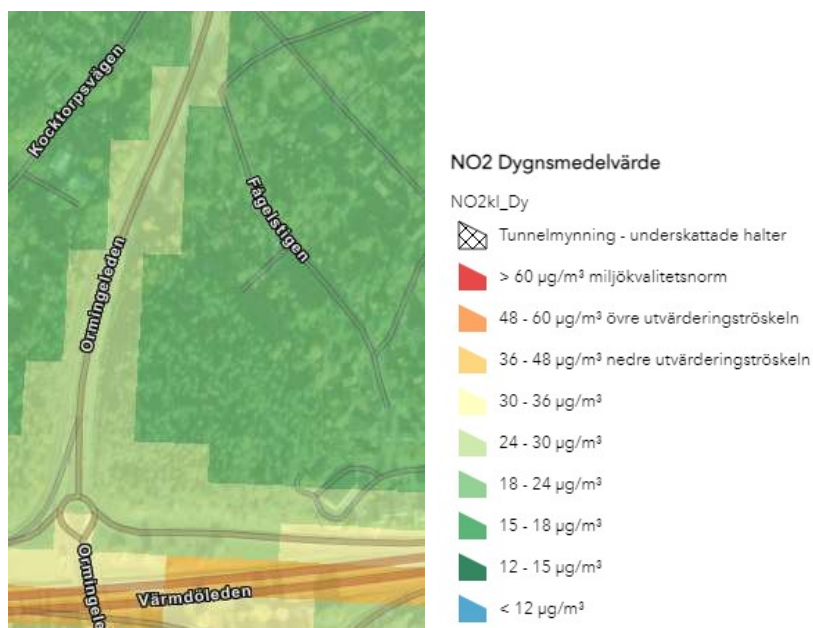 Kocktorpsvägen
Fågelstigen
Ormingeleden
Ormingele
Värmdöleden
NO2 Dygnsmedelvärde
NO2kl_Dy
Tunnelmynning - underskattade halter
> 60 µg/m³ miljökvalitetsnorm
48 - 60 µg/m³ övre utvärderingströskeln
36 - 48 µg/m³ nedre utvärderingströskeln
30 - 36 µg/m³
24 - 30 µg/m³
18 - 24 µg/m³
15 - 18 µg/m³
12 - 15 µg/m³
< 12 µg/m³